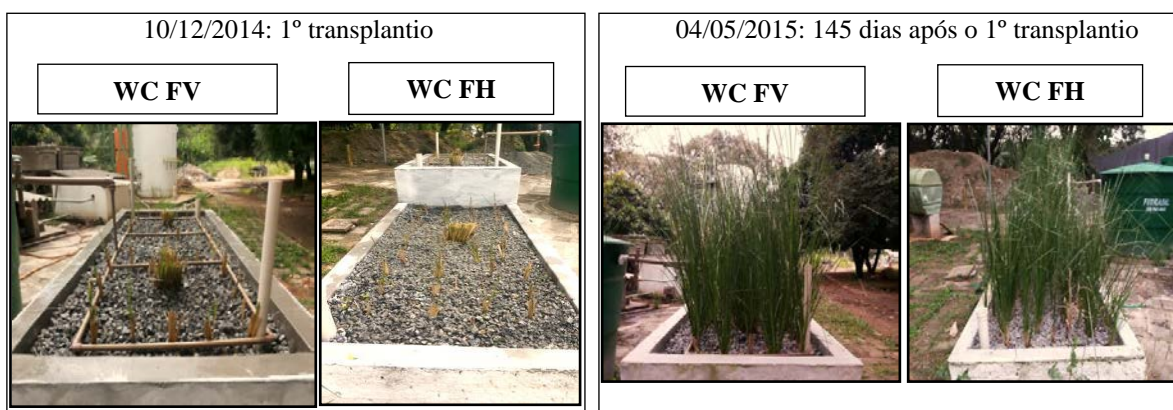 10/12/2014: 1º transplantio
WC FV
WC FH
04/05/2015: 145 dias após o 1º transplantio
WC FV
WC FH